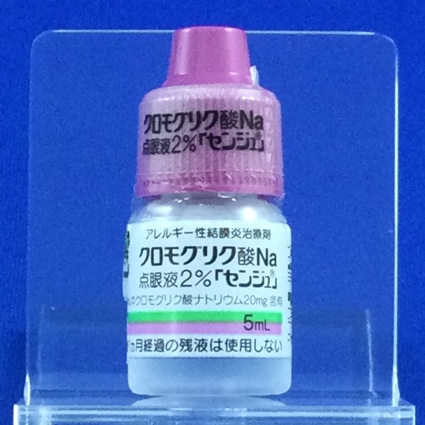 クロモグリク酸Na
点眼液2%「センジュ」
アレルギー性結膜炎治療剤
クロモグリク酸Na
点眼液2%「センジュ」®
クロモグリク酸ナトリウム20mg含有
5mL
ヵ月経過の残液は使用しない